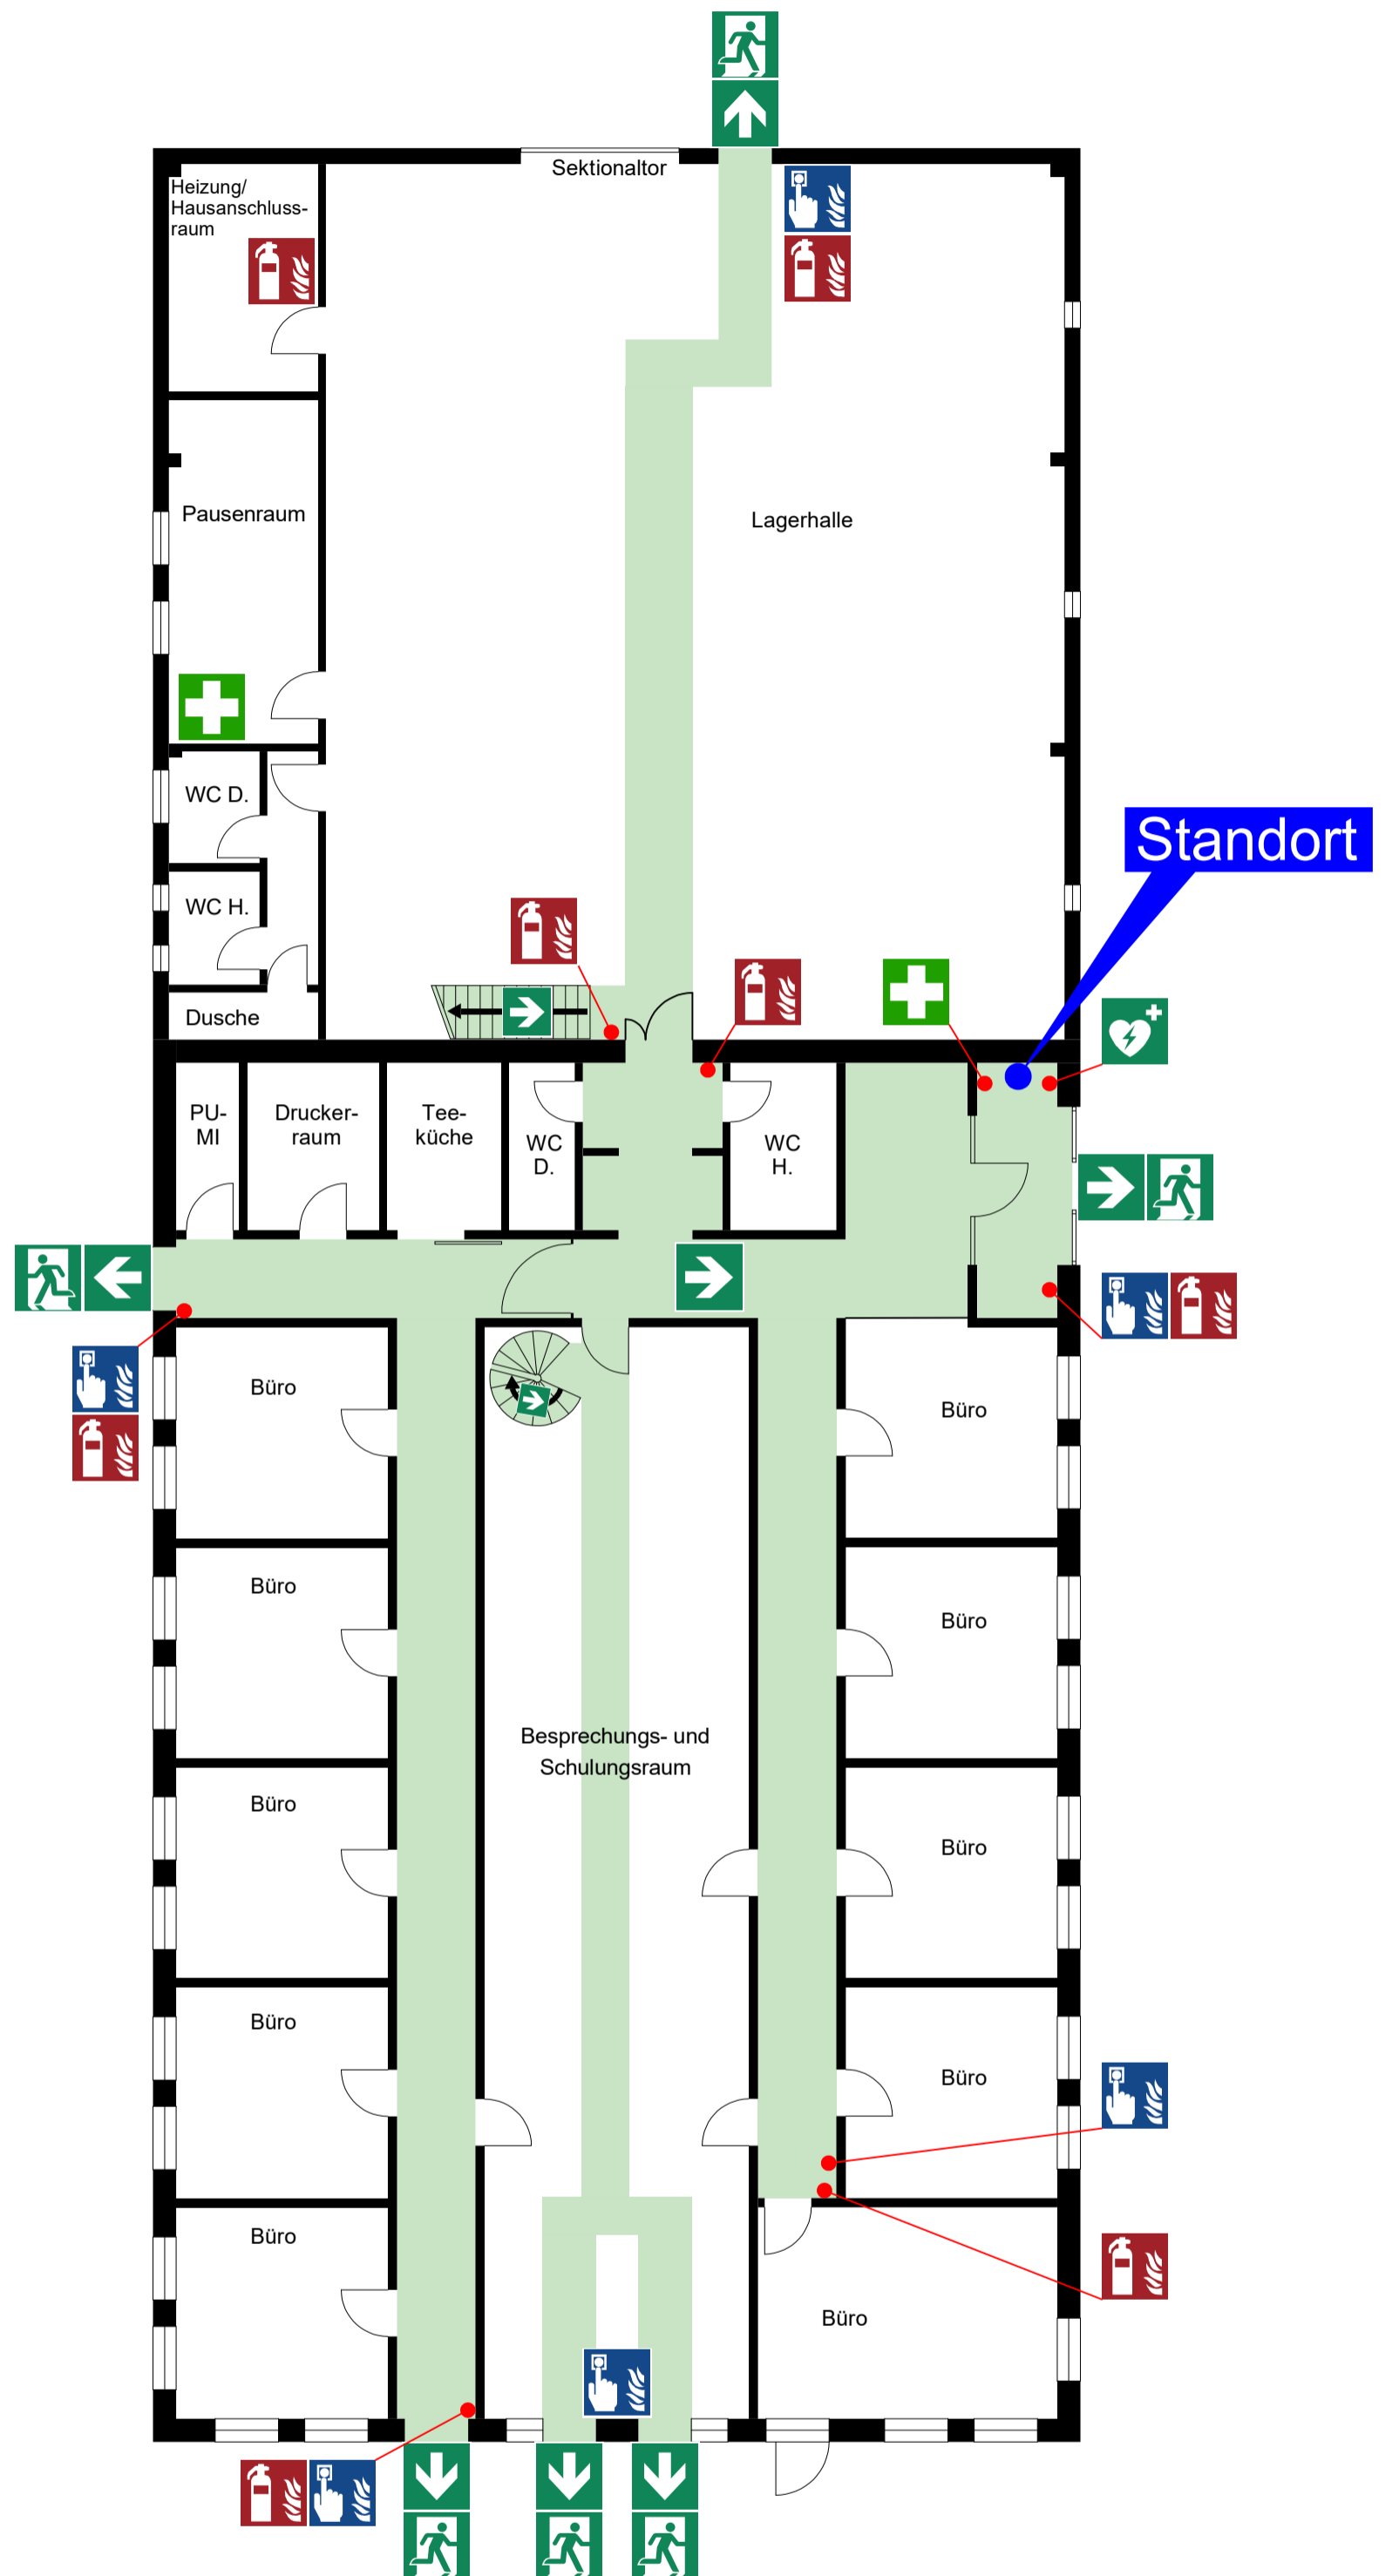 Sektionaltor
Heizung/
Hausanschluss-
raum
Pausenraum
Lagerhalle
WC D.
Standort
WC H.
Dusche
PU-
MI
Drucker-
raum
Tee-
küche
WC
D.
WC
H.
Büro
Büro
Büro
Büro
Besprechungs- und
Schulungsraum
Büro
Büro
Büro
Büro
Büro
Büro